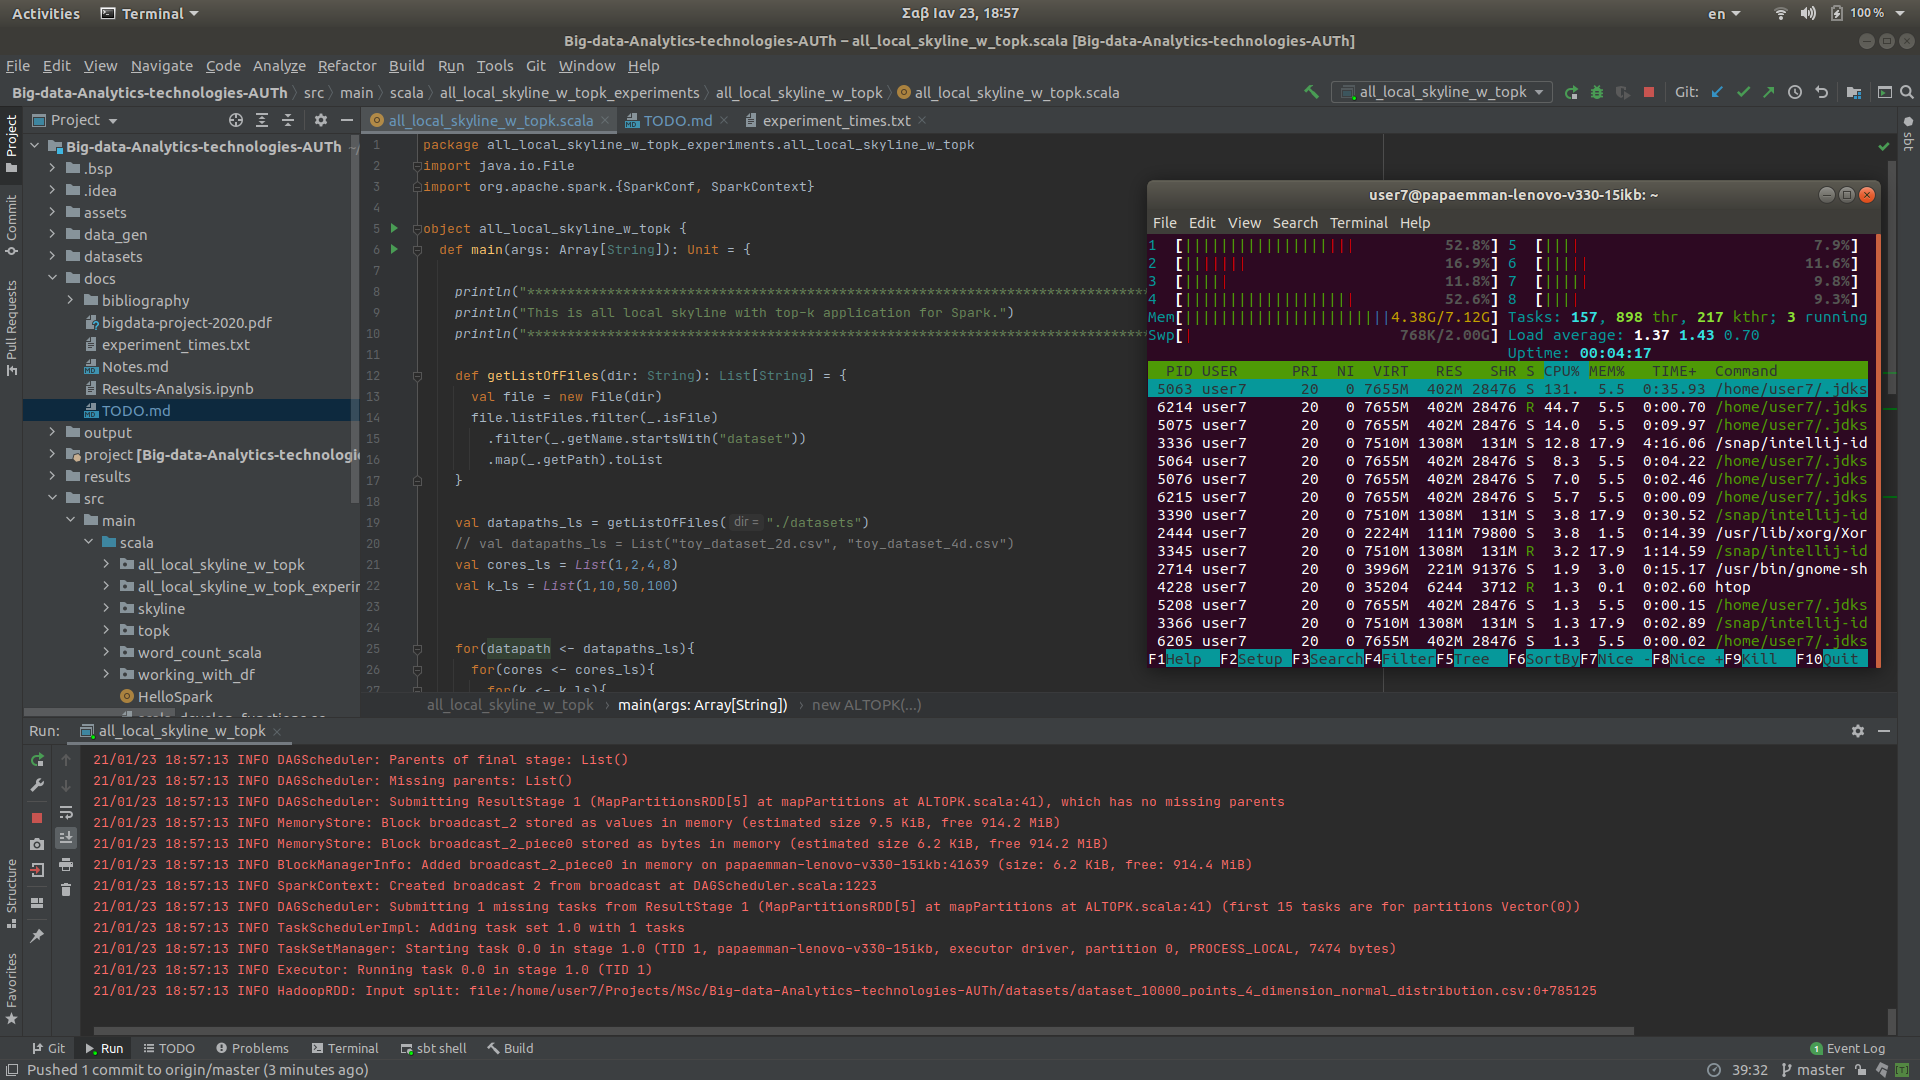 Activities Terminal Σαβ Ιαν 23, 18:57 en 100 %
Big-data-Analytics-technologies-AUTh – all_local_skyline_w_topk.scala [Big-data-Analytics-technologies-AUTh]
File Edit View Navigate Code Analyze Refactor Build Run Tools Git Window Help
Big-data-Analytics-technologies-AUTh src main scala all_local_skyline_w_topk_experiments all_local_skyline_w_topk all_local_skyline_w_topk.scala all_local_skyline_w_topk Git:
Project
Commit
Pull Requests
Structure
Favorites
sbt
Project
Big-data-Analytics-technologies-AUTh
.bsp
.idea
assets
data_gen
datasets
docs
bibliography
bigdata-project-2020.pdf
experiment_times.txt
Notes.md
Results-Analysis.ipynb
TODO.md
output
project [Big-data-Analytics-technologi
results
src
main
scala
all_local_skyline_w_topk
all_local_skyline_w_topk_experir
skyline
topk
word_count_scala
working_with_df
HelloSpark
all_local_skyline_w_topk.scala TODO.md experiment_times.txt
1 package all_local_skyline_w_topk_experiments.all_local_skyline_w_topk
2 import java.io.File
3 import org.apache.spark.{SparkConf, SparkContext}
4
5 object all_local_skyline_w_topk {
6 def main(args: Array[String]): Unit = {
7
8 println("******************************************************************************
9 println("This is all local skyline with top-k application for Spark.")
10 println("******************************************************************************
11
12 def getListOfFiles(dir: String): List[String] = {
13 val file = new File(dir)
14 file.listFiles.filter(_.isFile)
15 .filter(_.getName.startsWith("dataset"))
16 .map(_.getPath).toList
17 }
18
19 val datapaths_ls = getListOfFiles( dir = "./datasets")
20 // val datapaths_ls = List("toy_dataset_2d.csv", "toy_dataset_4d.csv")
21 val cores_ls = List(1,2,4,8)
22 val k_ls = List(1,10,50,100)
23
24
25 for(datapath <- datapaths_ls){
26 for(cores <- cores_ls){
27 for(k <- k_ls){
all_local_skyline_w_topk › main(args: Array[String]) › new ALTOPK(...)
user7@papaemman-lenovo-v330-15ikb: ~
File Edit View Search Terminal Help
1 [|||||||||||||||||||52.8%] 5 [|||| 7.9%]
2 [||||||| 16.9%] 6 [||||| 11.6%]
3 [||||| 11.8%] 7 [||||| 9.8%]
4 [||||||||||||||||||| 52.6%] 8 [|||| 9.3%]
Mem[|||||||||||||||||||||||4.38G/7.12G] Tasks: 157, 898 thr, 217 kthr; 3 running
Swp[| 768K/2.00G] Load average: 1.37 1.43 0.70
Uptime: 00:04:17
PID USER PRI NI VIRT RES SHR S CPU% MEM% TIME+ Command
5063 user7 20 0 7655M 402M 28476 S 131. 5.5 0:35.93 /home/user7/.jdks
6214 user7 20 0 7655M 402M 28476 R 44.7 5.5 0:00.70 /home/user7/.jdks
5075 user7 20 0 7655M 402M 28476 S 14.0 5.5 0:09.97 /home/user7/.jdks
3336 user7 20 0 7510M 1308M 131M S 12.8 17.9 4:16.06 /snap/intellij-id
5064 user7 20 0 7655M 402M 28476 S 8.3 5.5 0:04.22 /home/user7/.jdks
5076 user7 20 0 7655M 402M 28476 S 7.0 5.5 0:02.46 /home/user7/.jdks
6215 user7 20 0 7655M 402M 28476 S 5.7 5.5 0:00.09 /home/user7/.jdks
3390 user7 20 0 7510M 1308M 131M S 3.8 17.9 0:30.52 /snap/intellij-id
2444 user7 20 0 2224M 111M 79800 S 3.8 1.5 0:14.39 /usr/lib/xorg/Xor
3345 user7 20 0 7510M 1308M 131M R 3.2 17.9 1:14.59 /snap/intellij-id
2714 user7 20 0 3996M 221M 91376 S 1.9 3.0 0:15.17 /usr/bin/gnome-sh
4228 user7 20 0 35204 6244 3712 R 1.3 0.1 0:02.60 htop
5208 user7 20 0 7655M 402M 28476 S 1.3 5.5 0:00.15 /home/user7/.jdks
3366 user7 20 0 7510M 1308M 131M S 1.3 17.9 0:02.89 /snap/intellij-id
6205 user7 20 0 7655M 402M 28476 S 1.3 5.5 0:00.02 /home/user7/.jdks
F1Help F2Setup F3SearchF4FilterF5Tree F6SortByF7Nice -F8Nice +F9Kill F10Quit
Run: all_local_skyline_w_topk
21/01/23 18:57:13 INFO DAGScheduler: Parents of final stage: List()
21/01/23 18:57:13 INFO DAGScheduler: Missing parents: List()
21/01/23 18:57:13 INFO DAGScheduler: Submitting ResultStage 1 (MapPartitionsRDD[5] at mapPartitions at ALTOPK.scala:41), which has no missing parents
21/01/23 18:57:13 INFO MemoryStore: Block broadcast_2 stored as values in memory (estimated size 9.5 KiB, free 914.2 MiB)
21/01/23 18:57:13 INFO MemoryStore: Block broadcast_2_piece0 stored as bytes in memory (estimated size 6.2 KiB, free 914.2 MiB)
21/01/23 18:57:13 INFO BlockManagerInfo: Added broadcast_2_piece0 in memory on papaemman-lenovo-v330-15ikb:41639 (size: 6.2 KiB, free: 914.4 MiB)
21/01/23 18:57:13 INFO SparkContext: Created broadcast 2 from broadcast at DAGScheduler.scala:1223
21/01/23 18:57:13 INFO DAGScheduler: Submitting 1 missing tasks from ResultStage 1 (MapPartitionsRDD[5] at mapPartitions at ALTOPK.scala:41) (first 15 tasks are for partitions Vector(0))
21/01/23 18:57:13 INFO TaskSchedulerImpl: Adding task set 1.0 with 1 tasks
21/01/23 18:57:13 INFO TaskSetManager: Starting task 0.0 in stage 1.0 (TID 1, papaemman-lenovo-v330-15ikb, executor driver, partition 0, PROCESS_LOCAL, 7474 bytes)
21/01/23 18:57:13 INFO Executor: Running task 0.0 in stage 1.0 (TID 1)
21/01/23 18:57:13 INFO HadoopRDD: Input split: file:/home/user7/Projects/MSc/Big-data-Analytics-technologies-AUTh/datasets/dataset_10000_points_4_dimension_normal_distribution.csv:0+785125
Git Run TODO Problems Terminal sbt shell Build 1 Event Log
Pushed 1 commit to origin/master (3 minutes ago) 39:32 master